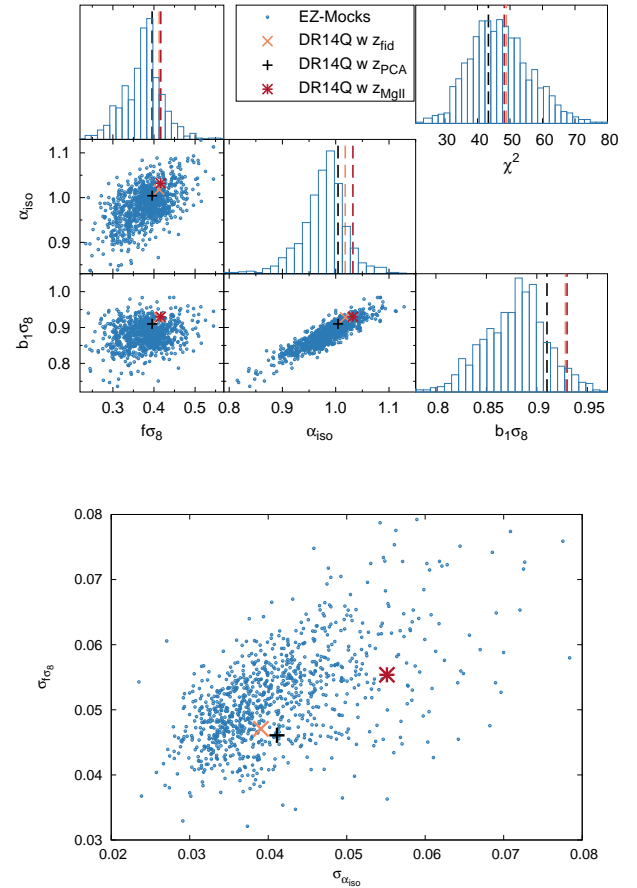 EZ-Mocks
DR14Q w z_fid
DR14Q w z_PCA
DR14Q w z_MgII
30 40 50 60 70 80
χ²
1.1
1.0
0.9
α_iso
1.0
0.9
0.8
b₁σ₈
0.3 0.4 0.5
fσ₈
0.8 0.9 1.0 1.1
α_iso
0.8 0.85 0.9 0.95
b₁σ₈
0.08
0.07
0.06
0.05
0.04
0.03
σ_fσ₈
0.02 0.03 0.04 0.05 0.06 0.07 0.08
σ_α_iso